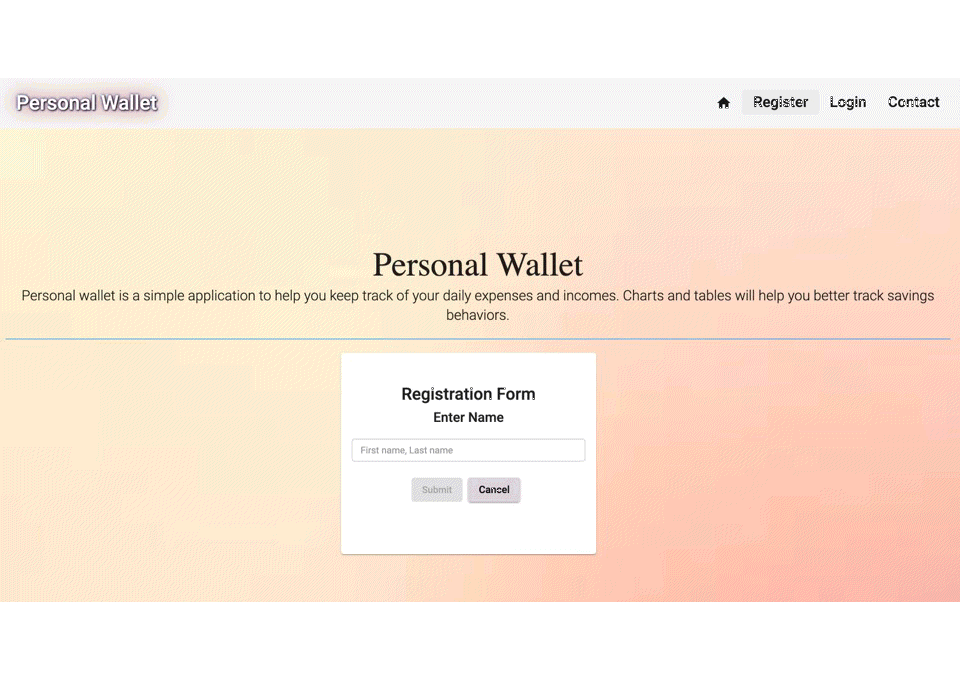 Personal Wallet
Register Login Contact
Personal Wallet
Personal wallet is a simple application to help you keep track of your daily expenses and incomes. Charts and tables will help you better track savings
behaviors.
Registration Form
Enter Name
First name, Last name
Submit Cancel